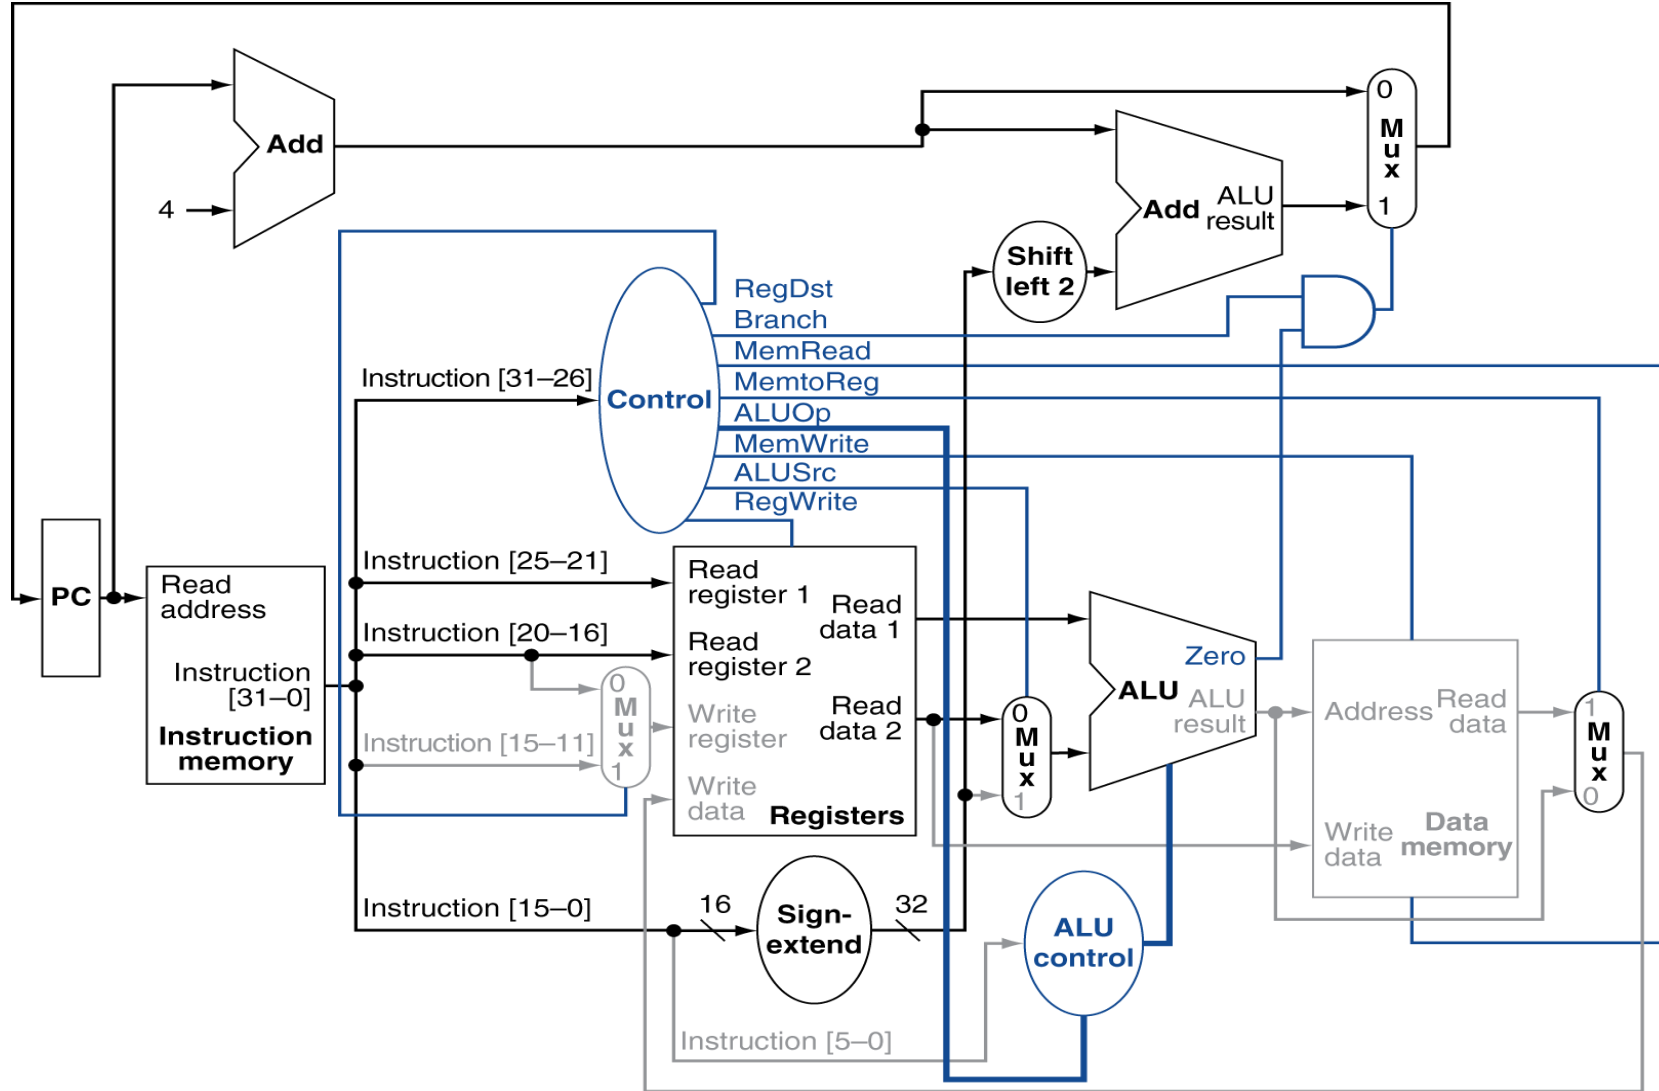 0
M
u
x
1
Add
ALU
Add
result
4
Shift
left 2
RegDst
Branch
MemRead
MemtoReg
ALUOp
MemWrite
ALUSrc
RegWrite
Instruction [31–26]
Control
Instruction [25–21]
Instruction [20–16]
Instruction [15–11]
Instruction [15–0]
Instruction [5–0]
PC
Read
address
Instruction
[31–0]
Instruction
memory
0
M
u
x
1
Read
register 1
Read
register 2
Write
register
Write
data
Read
data 1
Read
data 2
Registers
0
M
u
x
1
Zero
ALU
ALU
result
Address
Read
data
Write
data
Data
memory
1
M
u
x
0
16
Sign-
extend
32
ALU
control